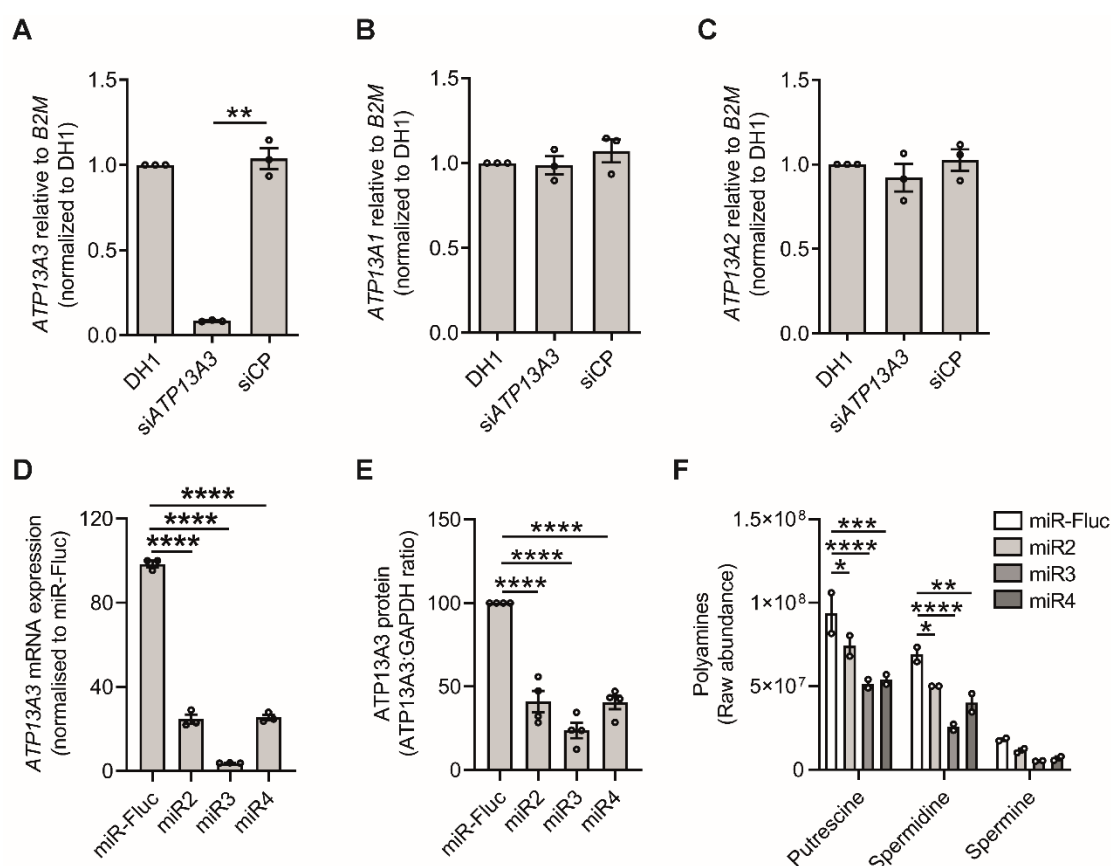 A
ATP13A3 relative to B2M
(normalized to DH1)
1.5
1.0
0.5
0.0
**
DH1
siATP13A3
siCP
B
ATP13A1 relative to B2M
(normalized to DH1)
1.5
1.0
0.5
0.0
DH1
siATP13A3
siCP
C
ATP13A2 relative to B2M
(normalized to DH1)
1.5
1.0
0.5
0.0
DH1
siATP13A3
siCP
D
ATP13A3 mRNA expression
(normalised to miR-Fluc)
120
80
40
0
****
****
****
miR-Fluc
miR2
miR3
miR4
E
ATP13A3 protein
(ATP13A3:GAPDH ratio)
150
100
50
0
****
****
****
miR-Fluc
miR2
miR3
miR4
F
Polyamines
(Raw abundance)
1.5×10⁸
1×10⁸
5×10⁷
0
***
****
*
**
****
*
miR-Fluc
miR2
miR3
miR4
Putrescine
Spermidine
Spermine